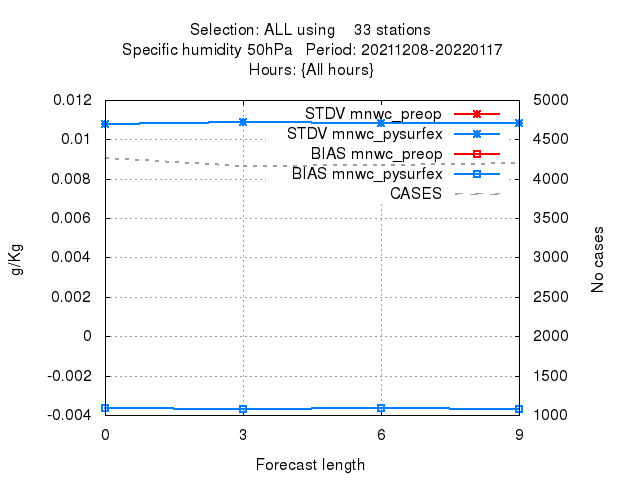 Selection: ALL using 33 stations
Specific humidity 50hPa Period: 20211208-20220117
Hours: {All hours}
0.012
0.01
0.008
0.006
0.004
0.002
0
-0.002
-0.004
g/Kg
STDV mnwc_preop
STDV mnwc_pysurfex
BIAS mnwc_preop
BIAS mnwc_pysurfex
CASES
5000
4500
4000
3500
3000
2500
2000
1500
1000
No cases
0 3 6 9
Forecast length